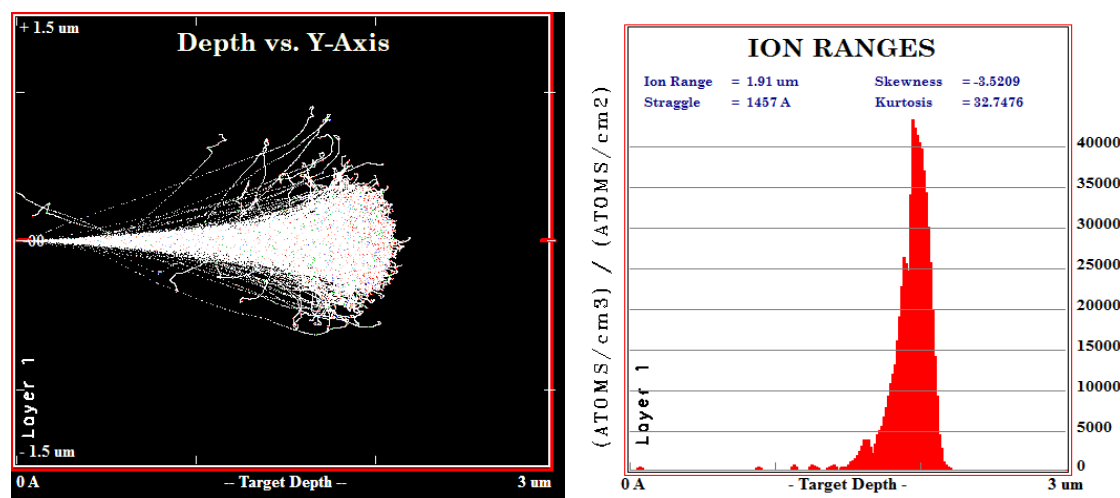 + 1.5 um
Depth vs. Y-Axis
Layer 1
- 1.5 um
0 A
-- Target Depth --
3 um
ION RANGES
Ion Range = 1.91 um
Skewness = -3.5209
Straggle = 1457 A
Kurtosis = 32.7476
(ATOMS/cm3) / (ATOMS/cm2)
40000
35000
30000
25000
20000
15000
10000
5000
0
Layer 1
0 A
- Target Depth -
3 um